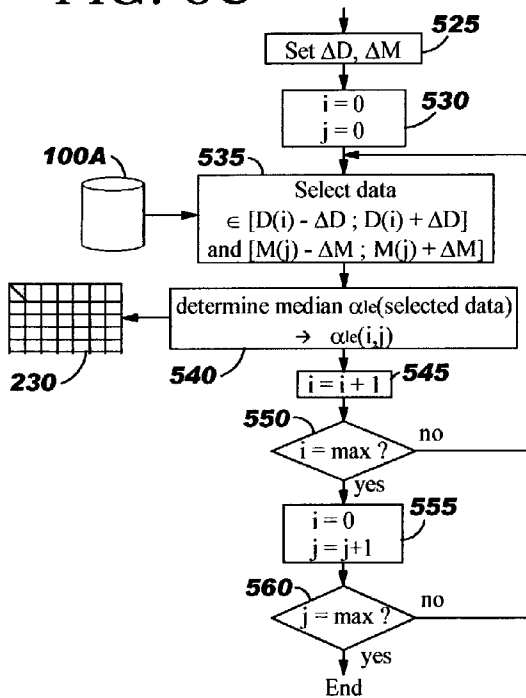 FIG. 6C
525
Set ΔD, ΔM
i = 0
j = 0
530
100A
535
Select data
∈ [D(i) - ΔD ; D(i) + ΔD]
and [M(j) - ΔM ; M(j) + ΔM]
determine median αle(selected data)
→ αle(i,j)
230
540
i = i + 1
545
550
i = max ?
no
yes
i = 0
j = j+1
555
560
j = max ?
no
yes
End